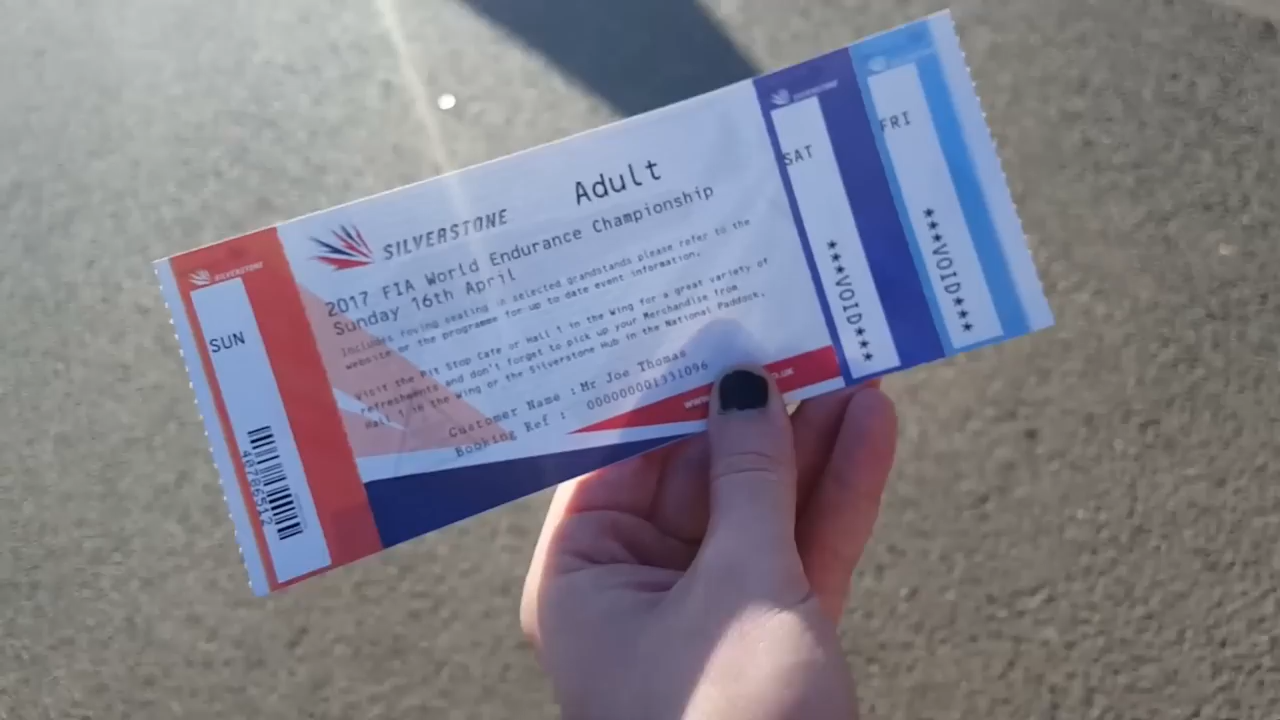 SILVERSTONE
SUN
40786512
SILVERSTONE
Adult
2017 FIA World Endurance Championship
Sunday 16th April
Includes roving seating in selected grandstands please refer to the
website or the programme for up to date event information.
Visit the Pit Stop Cafe or Hall 1 in the Wing for a great variety of
refreshments and don't forget to pick up your Merchandise from
Hall 1 in the Wing or the Silverstone Hub in the National Paddock.
Customer Name : Mr Joe Thomas
Booking Ref : 000000001331096
SAT
***VOID***
FRI
***VOID***